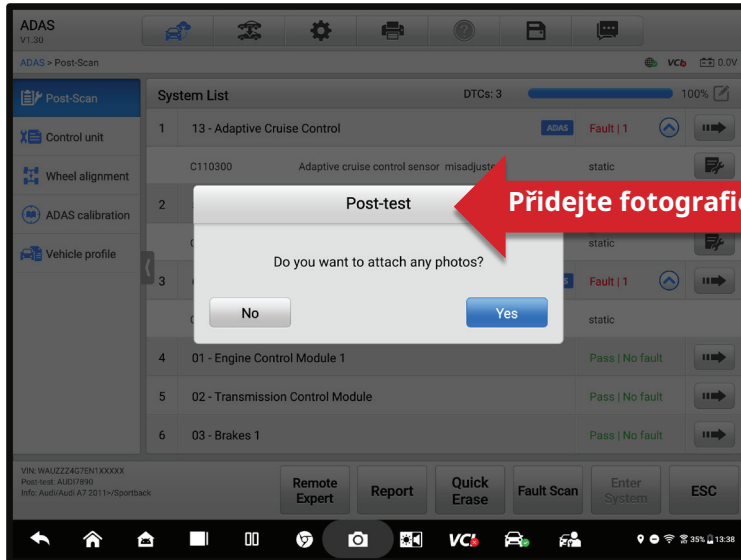 ADAS
V1.30
ADAS > Post-Scan
VCI
0.0V
Post-Scan
Control unit
Wheel alignment
ADAS calibration
Vehicle profile
System List
DTCs: 3
100%
1 13 - Adaptive Cruise Control ADAS Fault | 1
C110300 Adaptive cruise control sensor misadjuste static
2
static
3 Fault | 1
static
4 01 - Engine Control Module 1 Pass | No fault
5 02 - Transmission Control Module Pass | No fault
6 03 - Brakes 1 Pass | No fault
Post-test
Do you want to attach any photos?
No
Yes
Přidejte fotografie
VIN: WAUZZZ4G7EN1XXXXX
Post-test: AUDI7890
Info: Audi/Audi A7 2011>/Sportback
Remote
Expert
Report
Quick
Erase
Fault Scan
Enter
System
ESC
VCI
35% 13:38